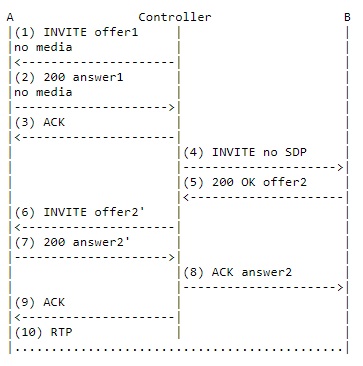 A Controller B
(1) INVITE offer1
no media
(2) 200 answer1
no media
(3) ACK
(4) INVITE no SDP
(5) 200 OK offer2
(6) INVITE offer2'
(7) 200 answer2'
(8) ACK answer2
(9) ACK
(10) RTP